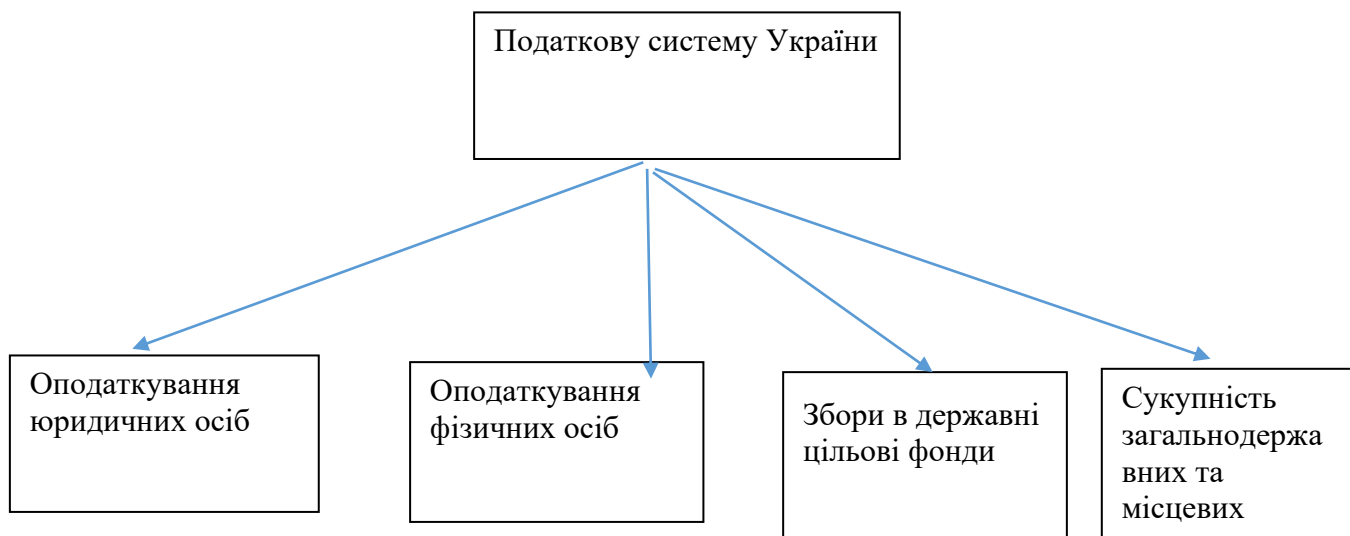 Податкову систему України
Оподаткування
юридичних осіб
Оподаткування
фізичних осіб
Збори в державні
цільові фонди
Сукупність
загальнодержа
вних та
місцевих